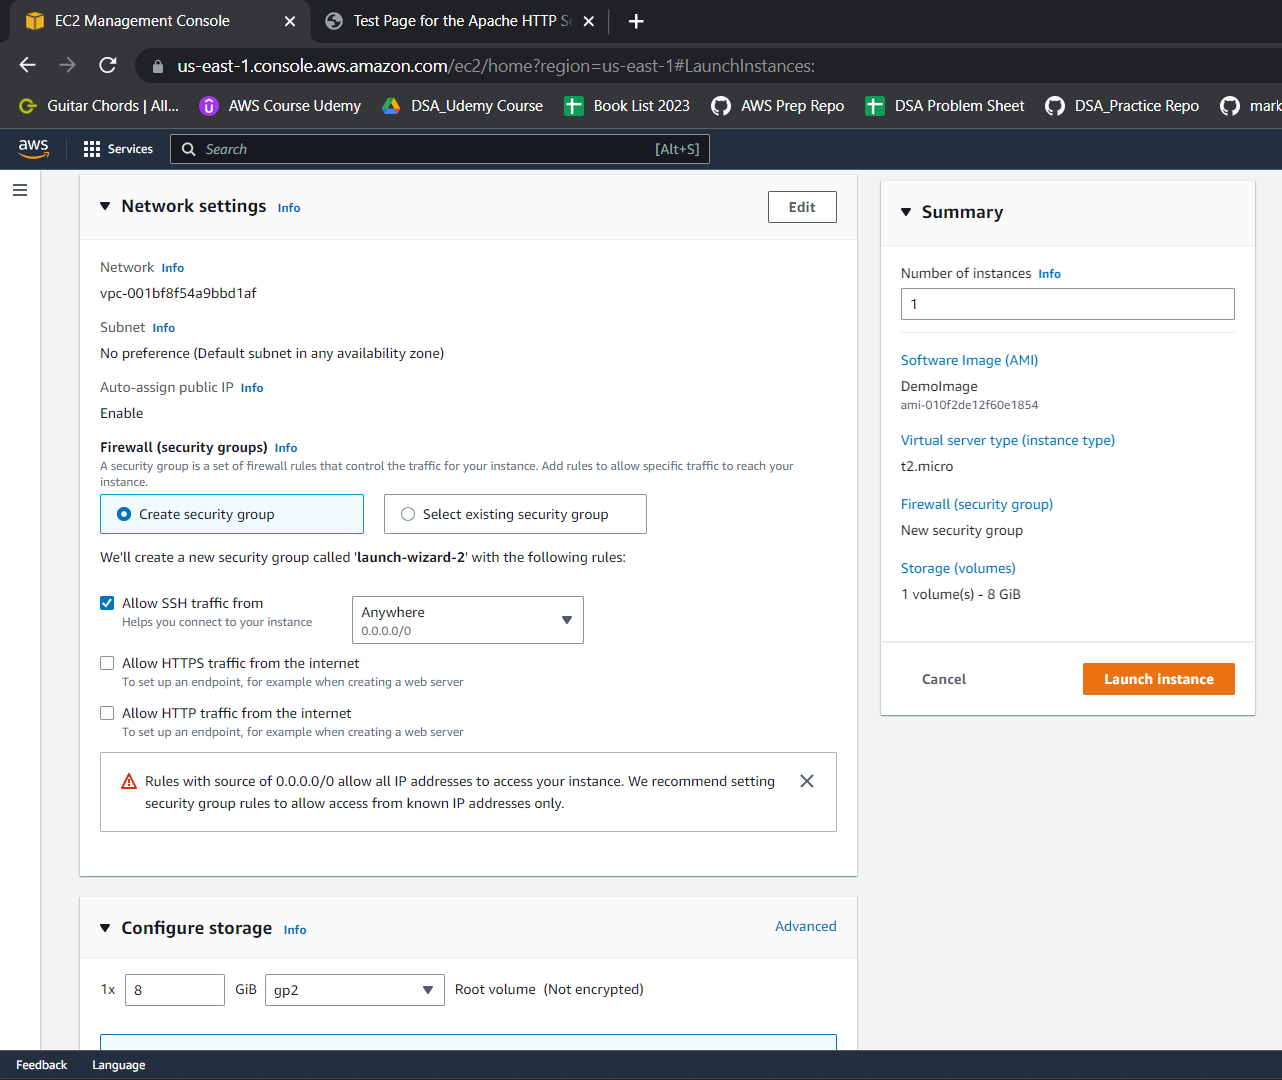 EC2 Management Console
Test Page for the Apache HTTP Se
us-east-1.console.aws.amazon.com/ec2/home?region=us-east-1#LaunchInstances:
Guitar Chords | All...
AWS Course Udemy
DSA_Udemy Course
Book List 2023
AWS Prep Repo
DSA Problem Sheet
DSA_Practice Repo
mark
aws
Services
Search
[Alt+S]
Network settings Info
Edit
Network Info
vpc-001bf8f54a9bbd1af
Subnet Info
No preference (Default subnet in any availability zone)
Auto-assign public IP Info
Enable
Firewall (security groups) Info
A security group is a set of firewall rules that control the traffic for your instance. Add rules to allow specific traffic to reach your
instance.
Create security group
Select existing security group
We'll create a new security group called 'launch-wizard-2' with the following rules:
Allow SSH traffic from
Helps you connect to your instance
Anywhere
0.0.0.0/0
Allow HTTPS traffic from the internet
To set up an endpoint, for example when creating a web server
Allow HTTP traffic from the internet
To set up an endpoint, for example when creating a web server
Rules with source of 0.0.0.0/0 allow all IP addresses to access your instance. We recommend setting
security group rules to allow access from known IP addresses only.
Configure storage Info
Advanced
1x 8 GiB gp2 Root volume (Not encrypted)
Summary
Number of instances Info
1
Software Image (AMI)
DemoImage
ami-010f2de12f60e1854
Virtual server type (instance type)
t2.micro
Firewall (security group)
New security group
Storage (volumes)
1 volume(s) - 8 GiB
Cancel
Launch instance
Feedback
Language